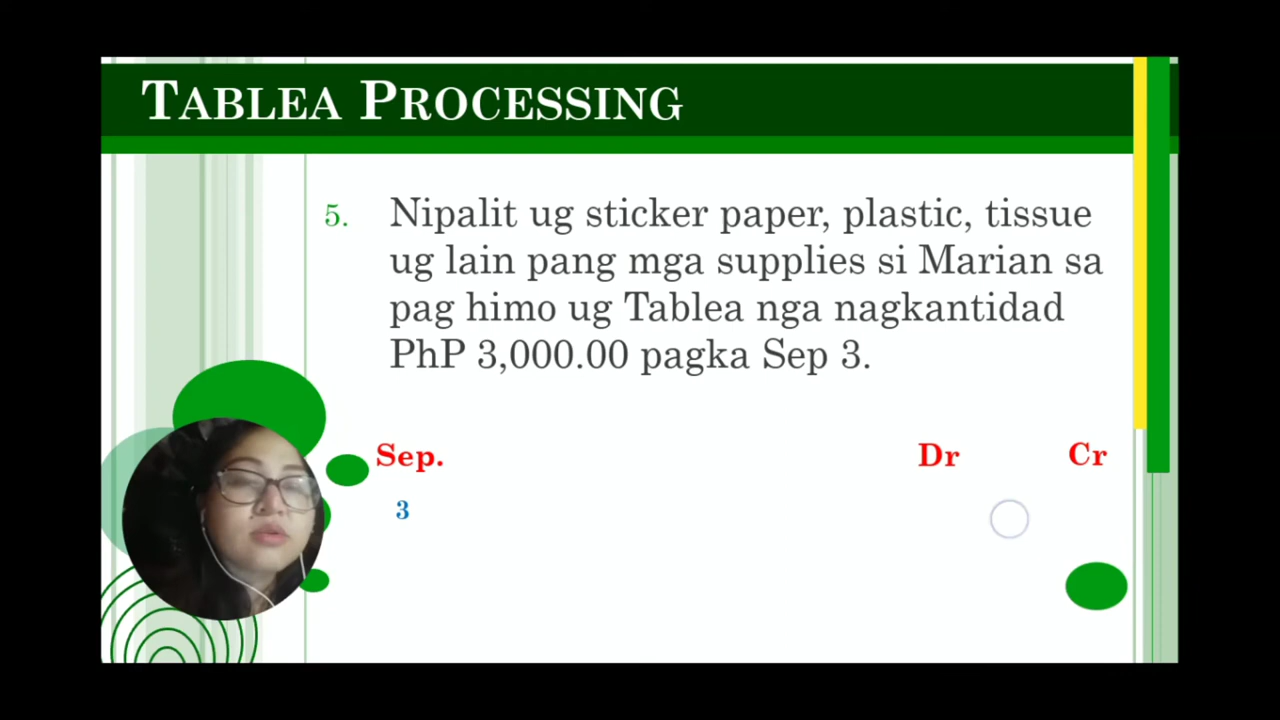 TABLEA PROCESSING
5. Nipalit ug sticker paper, plastic, tissue
ug lain pang mga supplies si Marian sa
pag himo ug Tablea nga nagkantidad
PhP 3,000.00 pagka Sep 3.
Sep. Dr Cr
3